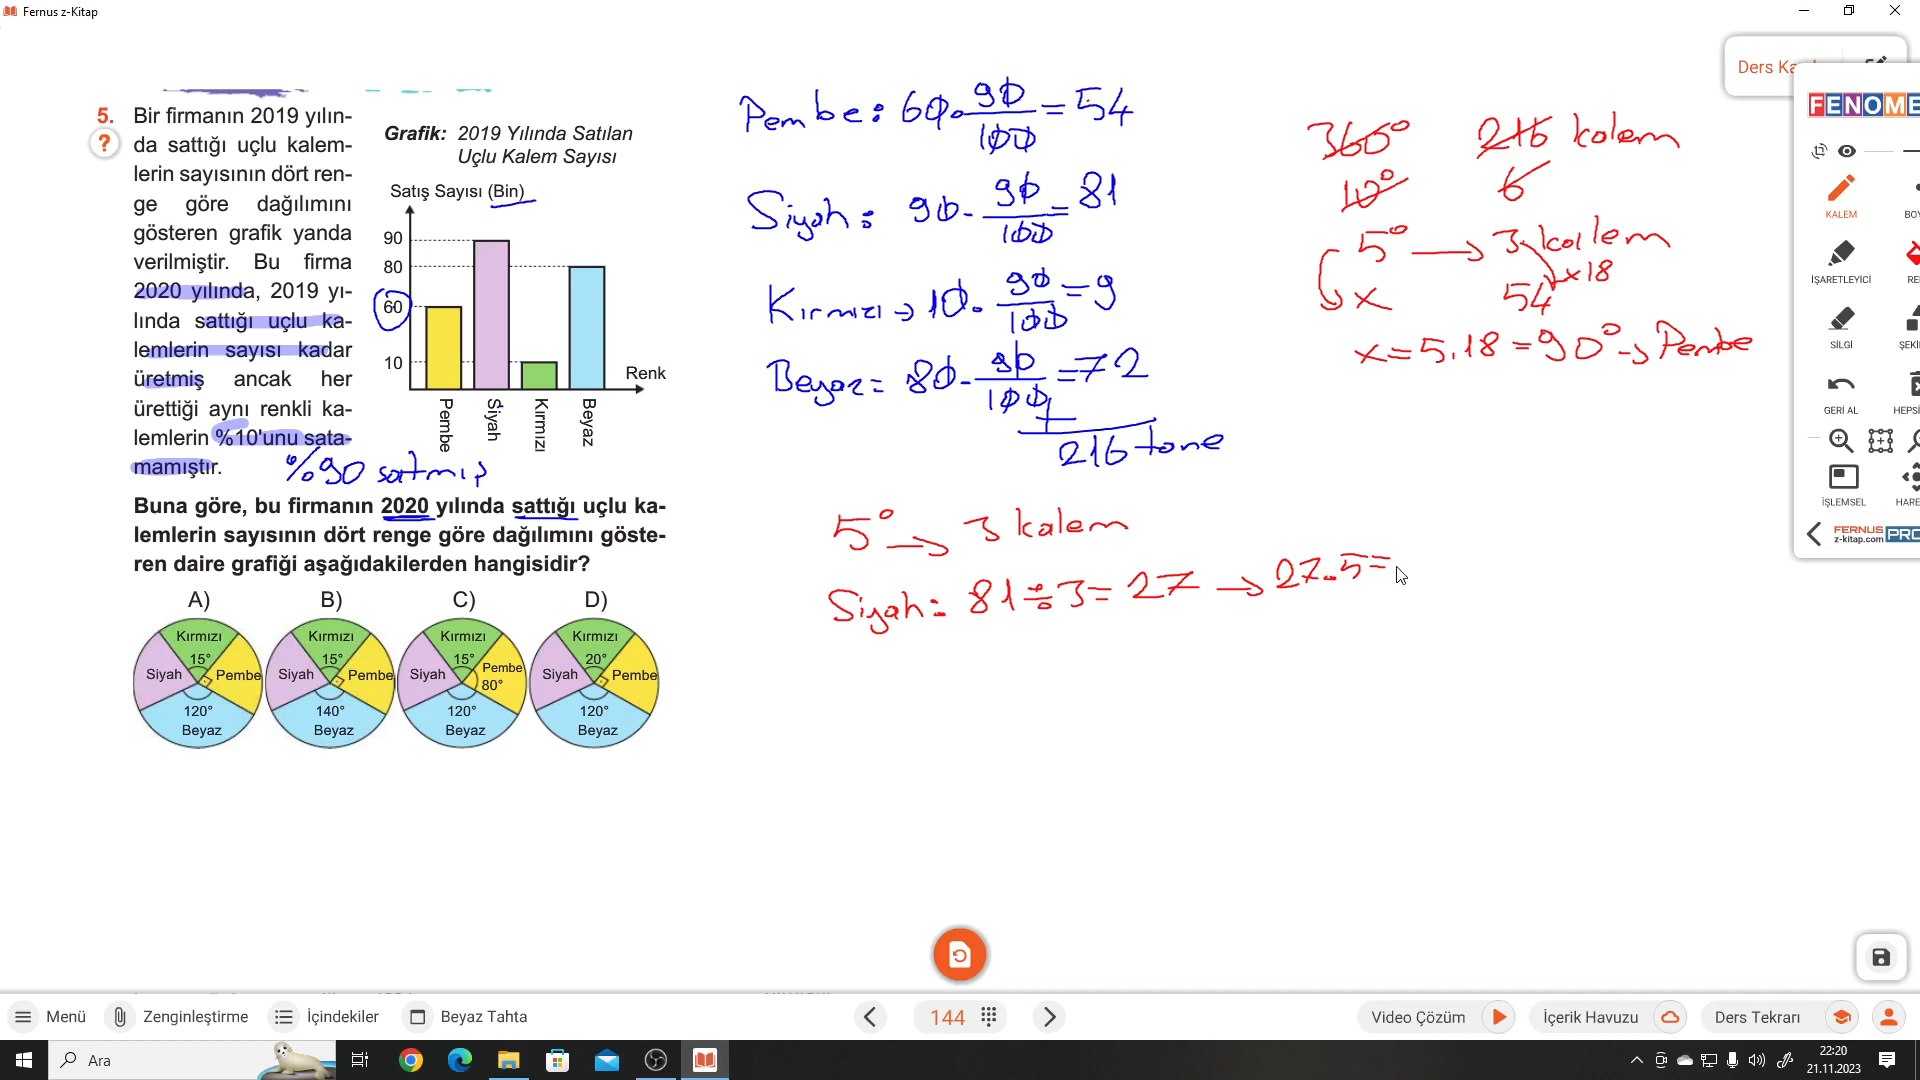 Fernus z-Kitap
5. Bir firmanın 2019 yılın-
da sattığı uçlu kalem-
lerin sayısının dört ren-
ge göre dağılımını
gösteren grafik yanda
verilmiştir. Bu firma
2020 yılında, 2019 yı-
lında sattığı uçlu ka-
lemlerin sayısı kadar
üretmiş ancak her
ürettiği aynı renkli ka-
lemlerin %10'unu sata-
mamıştır.
?
%90 satmış
Grafik: 2019 Yılında Satılan
Uçlu Kalem Sayısı
Satış Sayısı (Bin)
90
80
60
10
Renk
Pembe
Siyah
Kırmızı
Beyaz
Buna göre, bu firmanın 2020 yılında sattığı uçlu ka-
lemlerin sayısının dört renge göre dağılımını göste-
ren daire grafiği aşağıdakilerden hangisidir?
A) B) C) D)
Kırmızı 15° Siyah Pembe 120° Beyaz
Kırmızı 15° Siyah Pembe 140° Beyaz
Kırmızı 15° Siyah Pembe 80° 120° Beyaz
Kırmızı 20° Siyah Pembe 120° Beyaz
Pembe: 60.90/100=54
Siyah: 90.90/100=81
Kırmızı→10.90/100=9
Beyaz=80.90/100=72
+
216 tane
360° 216 kalem
10° 6
5° → 3 kalem
x18
x 54
x=5.18=90°→Pembe
5° → 3 kalem
Siyah: 81÷3=27 → 27.5=
FENOME
KALEM
İŞARETLEYİCİ
SİLGİ
GERİ AL
HEPSİ
İŞLEMSEL
HARE
FERNUS
z-kitap.com PRO
Menü Zenginleştirme İçindekiler Beyaz Tahta 144 Video Çözüm İçerik Havuzu Ders Tekrarı
Ara
22:20
21.11.2023